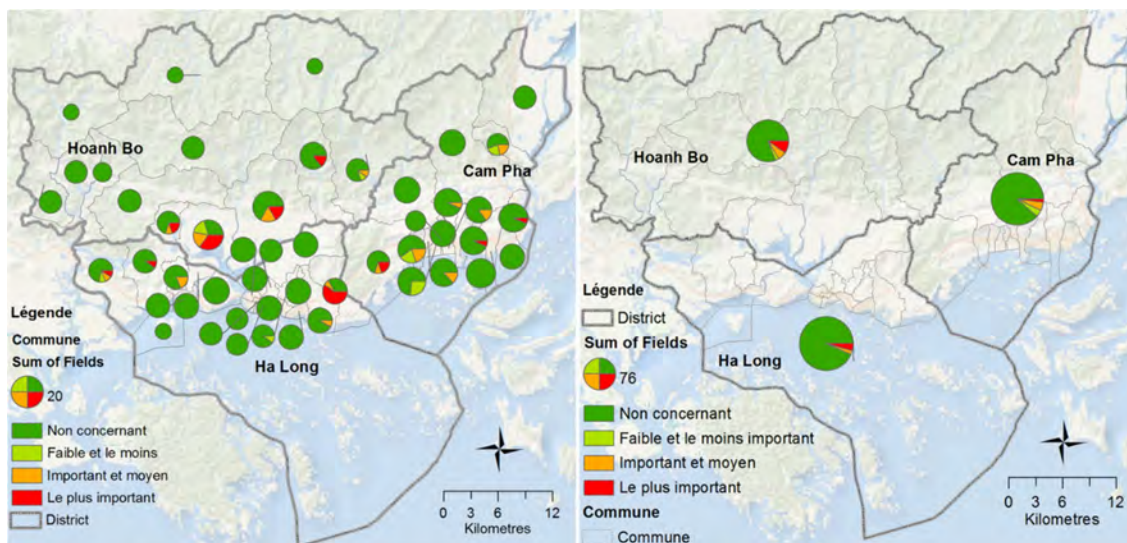 Hoanh Bo
Cam Pha
Ha Long
Légende
Commune
Sum of Fields
20
Non concernant
Faible et le moins
Important et moyen
Le plus important
District
0 3 6 12
Kilometres
Hoanh Bo
Cam Pha
Ha Long
Légende
District
Sum of Fields
76
Non concernant
Faible et le moins important
Important et moyen
Le plus important
Commune
Commune
0 3 6 12
Kilometres